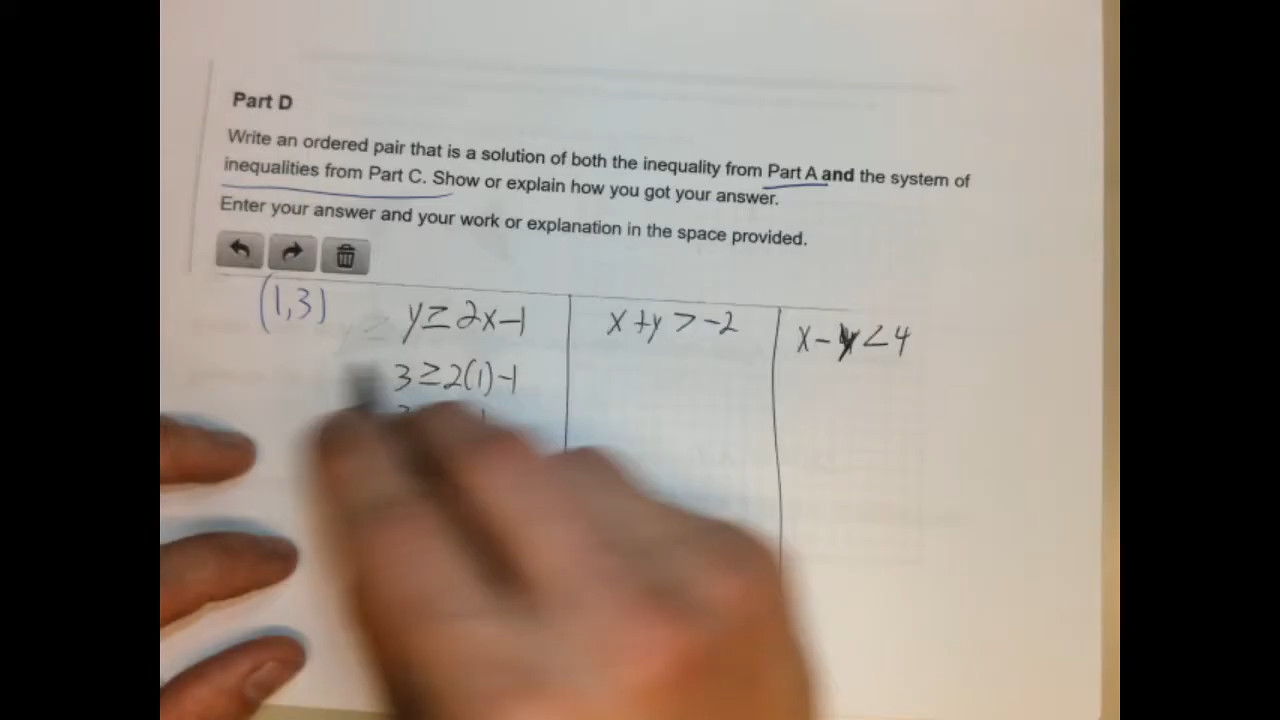 Part D
Write an ordered pair that is a solution of both the inequality from Part A and the system of
inequalities from Part C. Show or explain how you got your answer.
Enter your answer and your work or explanation in the space provided.
(1,3) y ≥ 2x-1 x+y > -2 x-y < 4
3 ≥ 2(1)-1